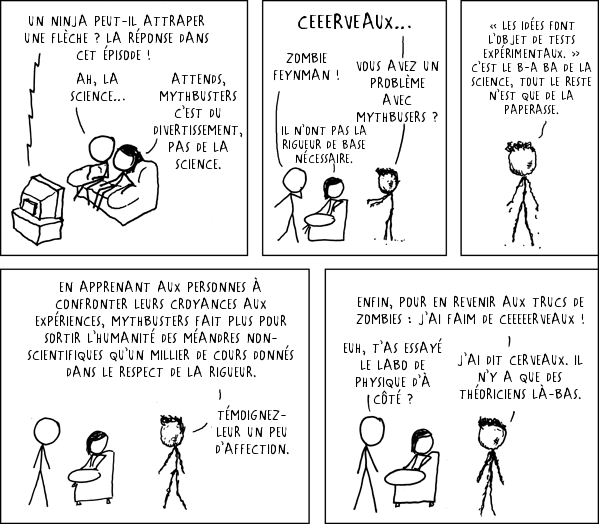 UN NINJA PEUT-IL ATTRAPER
UNE FLÈCHE ? LA RÉPONSE DANS
CET ÉPISODE !
AH, LA
SCIENCE...
ATTENDS,
MYTHBUSTERS
C'EST DU
DIVERTISSEMENT,
PAS DE LA
SCIENCE.
CEEERVEAUX...
ZOMBIE
FEYNMAN !
VOUS AVEZ UN
PROBLÈME
AVEC
MYTHBUSERS ?
IL N'ONT PAS LA
RIGUEUR DE BASE
NÉCESSAIRE.
« LES IDÉES FONT
L'OBJET DE TESTS
EXPÉRIMENTAUX. »
C'EST LE B-A BA DE LA
SCIENCE, TOUT LE RESTE
N'EST QUE DE LA
PAPERASSE.
EN APPRENANT AUX PERSONNES À
CONFRONTER LEURS CROYANCES AUX
EXPÉRIENCES, MYTHBUSTERS FAIT PLUS POUR
SORTIR L'HUMANITÉ DES MÉANDRES NON-
SCIENTIFIQUES QU'UN MILLIER DE COURS DONNÉS
DANS LE RESPECT DE LA RIGUEUR.
TÉMOIGNEZ-
LEUR UN PEU
D'AFFECTION.
ENFIN, POUR EN REVENIR AUX TRUCS DE
ZOMBIES : J'AI FAIM DE CEEEEERVEAUX !
EUH, T'AS ESSAYÉ
LE LABO DE
PHYSIQUE D'À
CÔTÉ ?
J'AI DIT CERVEAUX. IL
N'Y A QUE DES
THÉORICIENS LÀ-BAS.